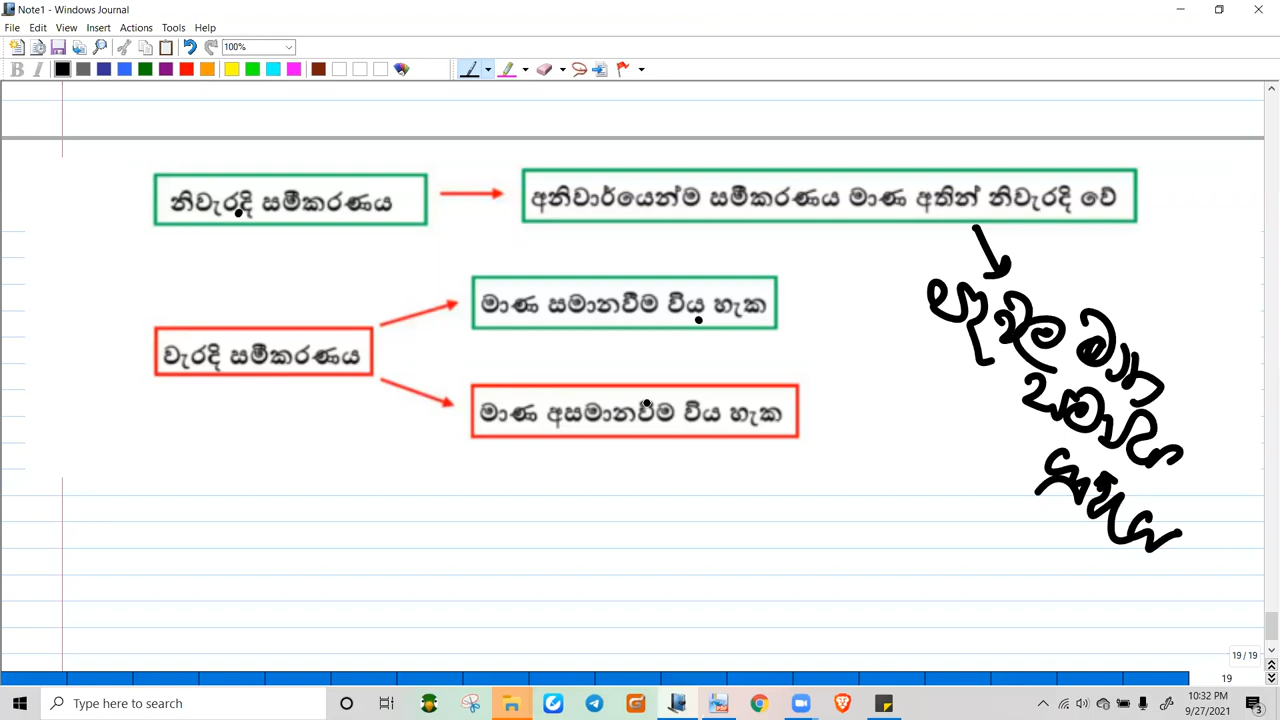 Note1 - Windows Journal
File Edit View Insert Actions Tools Help
100%
B I
නිවැරදි සමීකරණය
අනිවාර්යෙන්ම සමීකරණය මාණ අතින් නිවැරදි වේ
මාණ සමානවීම විය හැක
වැරදි සමීකරණය
මාණ අසමානවීම විය හැක
දෙපැත්තේ මාන
සමාන
19 / 19
19
Type here to search
10:32 PM
9/27/2021
3